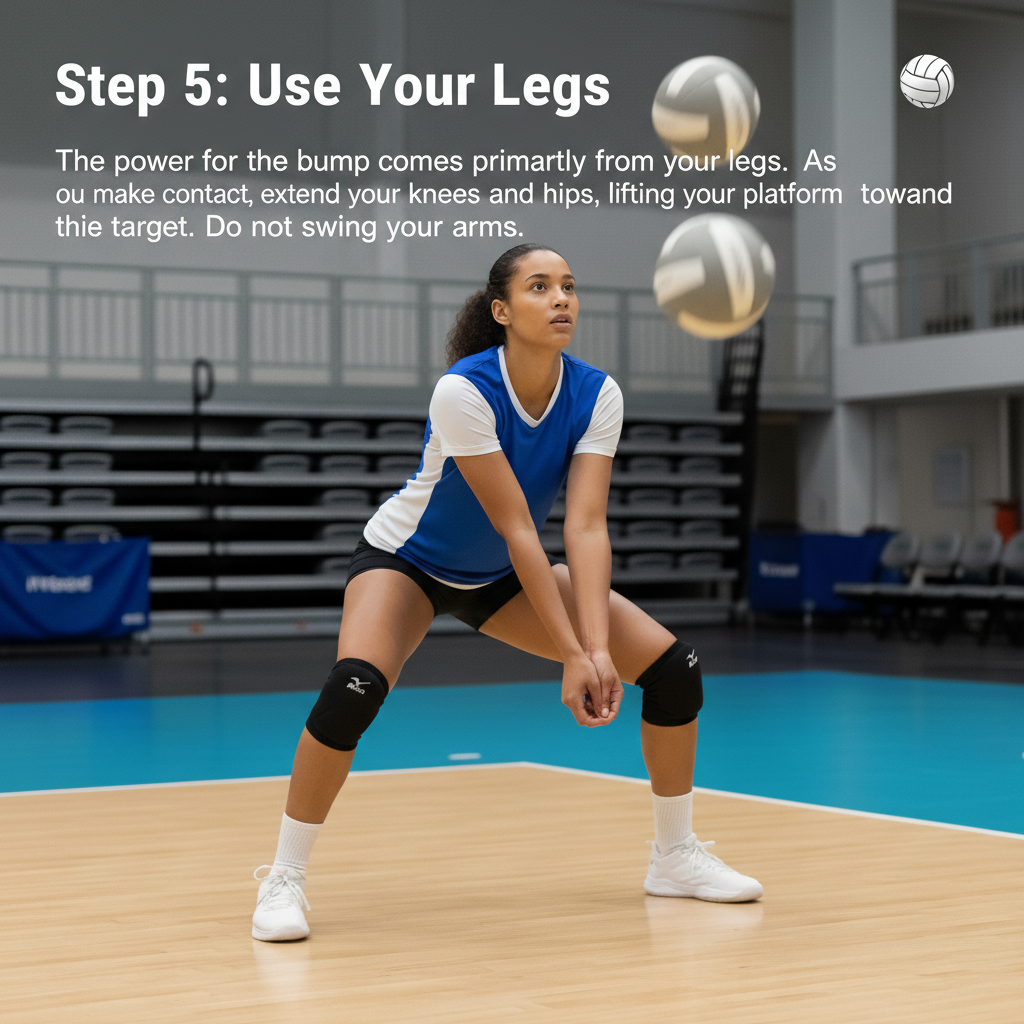 Step 5: Use Your Legs
The power for the bump comes primartly from your legs. As
ou make contact, extend your knees and hips, lifting your platform towand
thie target. Do not swing your arms.